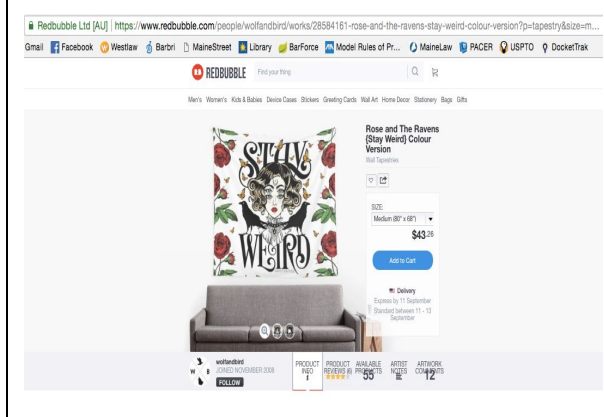 Redbubble Ltd [AU] | https://www.redbubble.com/people/wolfandbird/works/28584161-rose-and-the-ravens-stay-weird-colour-version?p=tapestry&size=m...
Gmail Facebook Westlaw Barbri MaineStreet Library BarForce Model Rules of Pr... MaineLaw PACER USPTO DocketTrak
REDBUBBLE Find your thing
Men's Women's Kids & Babies Device Cases Stickers Greeting Cards Wall Art Home Decor Stationery Bags Gifts
STAY
WEIRD
Rose and The Ravens
{Stay Weird} Colour
Version
Wall Tapestries
SIZE:
Medium (80" x 68")
$43.26
Add to Cart
Delivery
Express by 11 September
Standard between 11 - 13
September
W B
wolfandbird
JOINED NOVEMBER 2008
FOLLOW
PRODUCT INFO
PRODUCT REVIEWS (6)
AVAILABLE PRODUCTS
55
ARTIST NOTES
ARTWORK COMMENTS
12